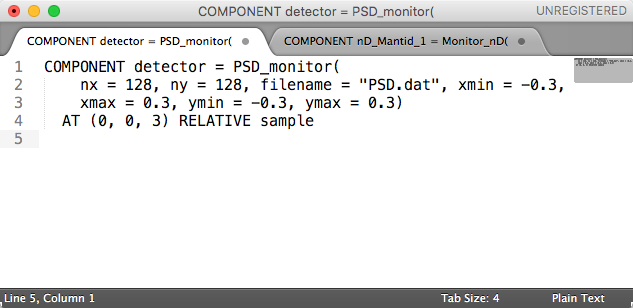 COMPONENT detector = PSD_monitor(
UNREGISTERED
COMPONENT detector = PSD_monitor(
COMPONENT nD_Mantid_1 = Monitor_nD(
1 COMPONENT detector = PSD_monitor(
2 nx = 128, ny = 128, filename = "PSD.dat", xmin = -0.3,
3 xmax = 0.3, ymin = -0.3, ymax = 0.3)
4 AT (0, 0, 3) RELATIVE sample
5
Line 5, Column 1
Tab Size: 4
Plain Text